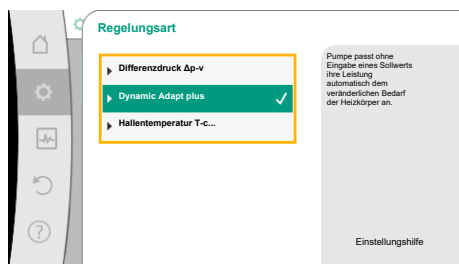 Regelungsart
Differenzdruck Δp-v
Dynamic Adapt plus
Hallentemperatur T-c...
Pumpe passt ohne
Eingabe eines Sollwerts
ihre Leistung
automatisch dem
veränderlichen Bedarf
der Heizkörper an.
Einstellungshilfe